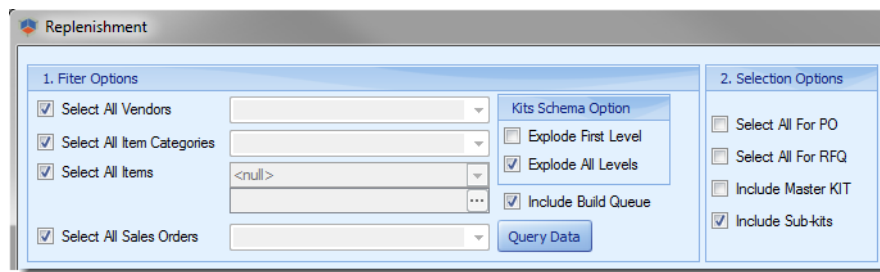 Replenishment
1. Fiter Options
Select All Vendors
Select All Item Categories
Select All Items
<null>
...
Select All Sales Orders
Kits Schema Option
Explode First Level
Explode All Levels
Include Build Queue
Query Data
2. Selection Options
Select All For PO
Select All For RFQ
Include Master KIT
Include Sub-kits